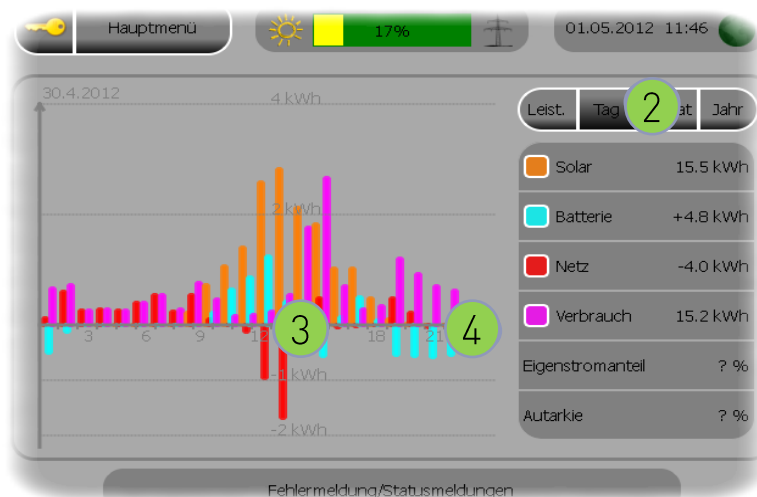 Hauptmenü
17%
01.05.2012 11:46
30.4.2012
4 kWh
2 kWh
3 6 9 12 18 21
3
4
-1 kWh
-2 kWh
Leist. Tag 2 at Jahr
Solar 15.5 kWh
Batterie +4.8 kWh
Netz -4.0 kWh
Verbrauch 15.2 kWh
Eigenstromanteil ? %
Autarkie ? %
Fehlermeldung/Statusmeldungen